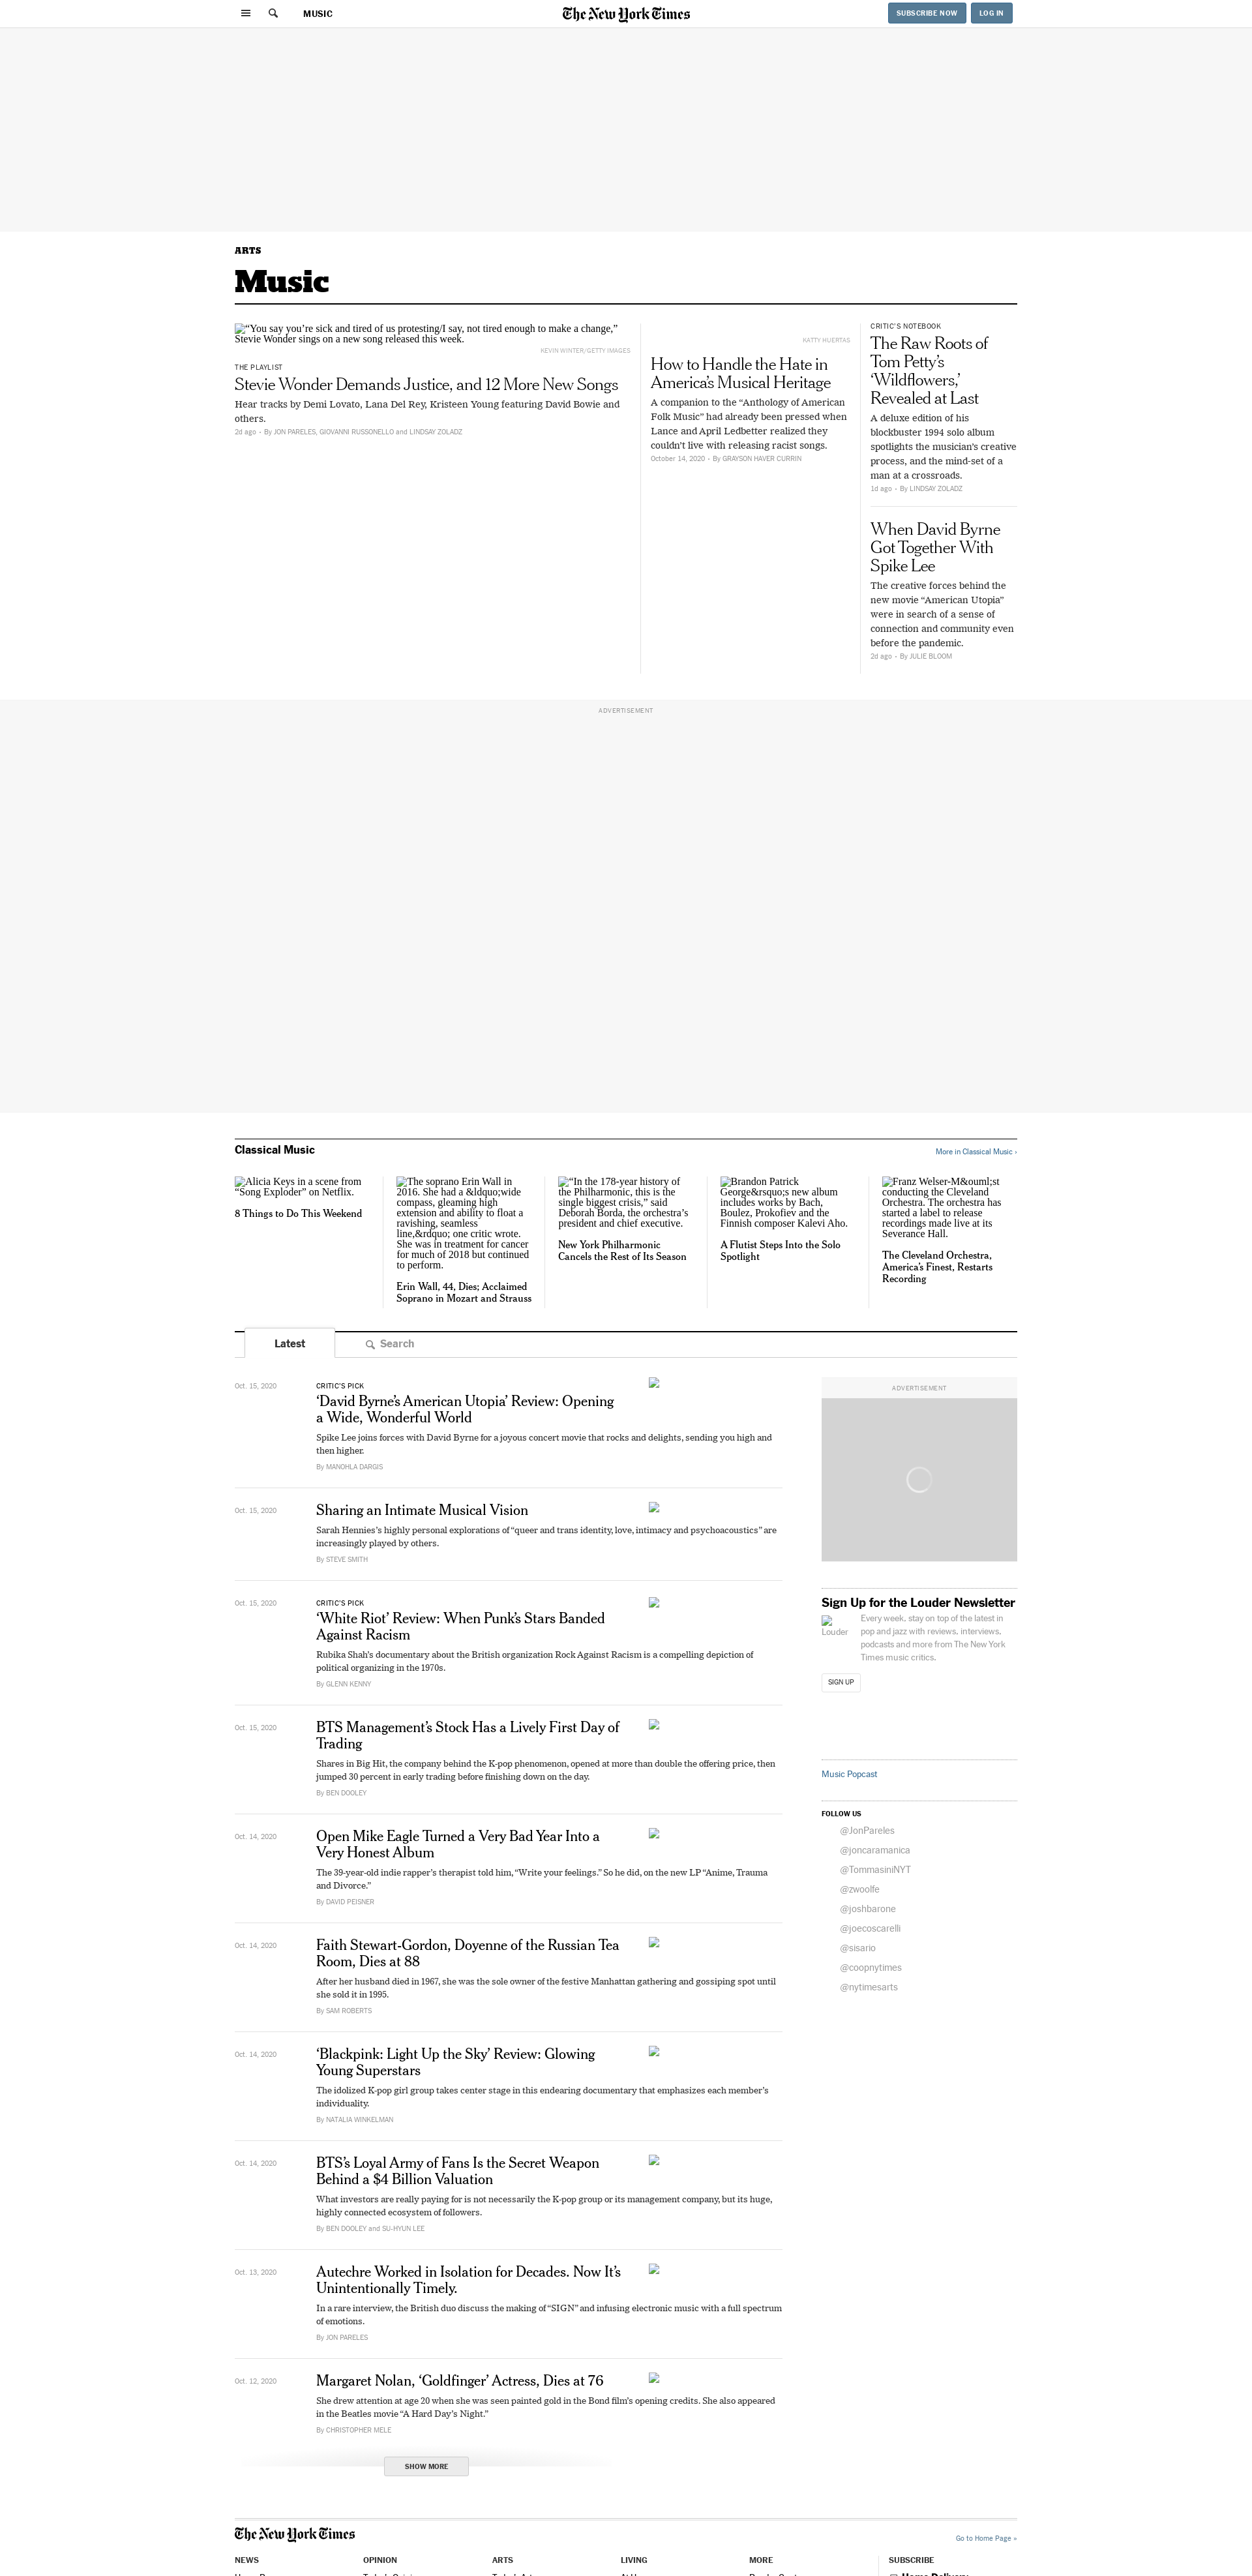 MUSIC
The New York Times
SUBSCRIBE NOW
LOG IN
ARTS
Music
“You say you’re sick and tired of us protesting/I say, not tired enough to make a change,”
Stevie Wonder sings on a new song released this week.
KEVIN WINTER/GETTY IMAGES
THE PLAYLIST
Stevie Wonder Demands Justice, and 12 More New Songs
Hear tracks by Demi Lovato, Lana Del Rey, Kristeen Young featuring David Bowie and
others.
2d ago - By JON PARELES, GIOVANNI RUSSONELLO and LINDSAY ZOLADZ
KATTY HUERTAS
How to Handle the Hate in
America’s Musical Heritage
A companion to the “Anthology of American
Folk Music” had already been pressed when
Lance and April Ledbetter realized they
couldn’t live with releasing racist songs.
October 14, 2020 - By GRAYSON HAVER CURRIN
CRITIC’S NOTEBOOK
The Raw Roots of
Tom Petty’s
‘Wildflowers,’
Revealed at Last
A deluxe edition of his
blockbuster 1994 solo album
spotlights the musician’s creative
process, and the mind-set of a
man at a crossroads.
1d ago - By LINDSAY ZOLADZ
When David Byrne
Got Together With
Spike Lee
The creative forces behind the
new movie “American Utopia”
were in search of a sense of
connection and community even
before the pandemic.
2d ago - By JULIE BLOOM
ADVERTISEMENT
Classical Music
More in Classical Music ›
Alicia Keys in a scene from
“Song Exploder” on Netflix.
8 Things to Do This Weekend
The soprano Erin Wall in
2016. She had a &ldquo;wide
compass, gleaming high
extension and ability to float a
ravishing, seamless
line,&rdquo; one critic wrote.
She was in treatment for cancer
for much of 2018 but continued
to perform.
Erin Wall, 44, Dies; Acclaimed
Soprano in Mozart and Strauss
“In the 178-year history of
the Philharmonic, this is the
single biggest crisis,” said
Deborah Borda, the orchestra’s
president and chief executive.
New York Philharmonic
Cancels the Rest of Its Season
Brandon Patrick
George&rsquo;s new album
includes works by Bach,
Boulez, Prokofiev and the
Finnish composer Kalevi Aho.
A Flutist Steps Into the Solo
Spotlight
Franz Welser-M&ouml;st
conducting the Cleveland
Orchestra. The orchestra has
started a label to release
recordings made live at its
Severance Hall.
The Cleveland Orchestra,
America’s Finest, Restarts
Recording
Latest
Search
Oct. 15, 2020
CRITIC’S PICK
‘David Byrne’s American Utopia’ Review: Opening
a Wide, Wonderful World
Spike Lee joins forces with David Byrne for a joyous concert movie that rocks and delights, sending you high and
then higher.
By MANOHLA DARGIS
Oct. 15, 2020
Sharing an Intimate Musical Vision
Sarah Hennies’s highly personal explorations of “queer and trans identity, love, intimacy and psychoacoustics” are
increasingly played by others.
By STEVE SMITH
Oct. 15, 2020
CRITIC’S PICK
‘White Riot’ Review: When Punk’s Stars Banded
Against Racism
Rubika Shah’s documentary about the British organization Rock Against Racism is a compelling depiction of
political organizing in the 1970s.
By GLENN KENNY
Oct. 15, 2020
BTS Management’s Stock Has a Lively First Day of
Trading
Shares in Big Hit, the company behind the K-pop phenomenon, opened at more than double the offering price, then
jumped 30 percent in early trading before finishing down on the day.
By BEN DOOLEY
Oct. 14, 2020
Open Mike Eagle Turned a Very Bad Year Into a
Very Honest Album
The 39-year-old indie rapper’s therapist told him, “Write your feelings.” So he did, on the new LP “Anime, Trauma
and Divorce.”
By DAVID PEISNER
Oct. 14, 2020
Faith Stewart-Gordon, Doyenne of the Russian Tea
Room, Dies at 88
After her husband died in 1967, she was the sole owner of the festive Manhattan gathering and gossiping spot until
she sold it in 1995.
By SAM ROBERTS
Oct. 14, 2020
‘Blackpink: Light Up the Sky’ Review: Glowing
Young Superstars
The idolized K-pop girl group takes center stage in this endearing documentary that emphasizes each member’s
individuality.
By NATALIA WINKELMAN
Oct. 14, 2020
BTS’s Loyal Army of Fans Is the Secret Weapon
Behind a $4 Billion Valuation
What investors are really paying for is not necessarily the K-pop group or its management company, but its huge,
highly connected ecosystem of followers.
By BEN DOOLEY and SU-HYUN LEE
Oct. 13, 2020
Autechre Worked in Isolation for Decades. Now It’s
Unintentionally Timely.
In a rare interview, the British duo discuss the making of “SIGN” and infusing electronic music with a full spectrum
of emotions.
By JON PARELES
Oct. 12, 2020
Margaret Nolan, ‘Goldfinger’ Actress, Dies at 76
She drew attention at age 20 when she was seen painted gold in the Bond film’s opening credits. She also appeared
in the Beatles movie “A Hard Day’s Night.”
By CHRISTOPHER MELE
SHOW MORE
ADVERTISEMENT
Sign Up for the Louder Newsletter
Louder
Every week, stay on top of the latest in
pop and jazz with reviews, interviews,
podcasts and more from The New York
Times music critics.
SIGN UP
Music Popcast
FOLLOW US
@JonPareles
@joncaramanica
@TommasiniNYT
@zwoolfe
@joshbarone
@joecoscarelli
@sisario
@coopnytimes
@nytimesarts
The New York Times
Go to Home Page »
NEWS
OPINION
ARTS
LIVING
MORE
SUBSCRIBE